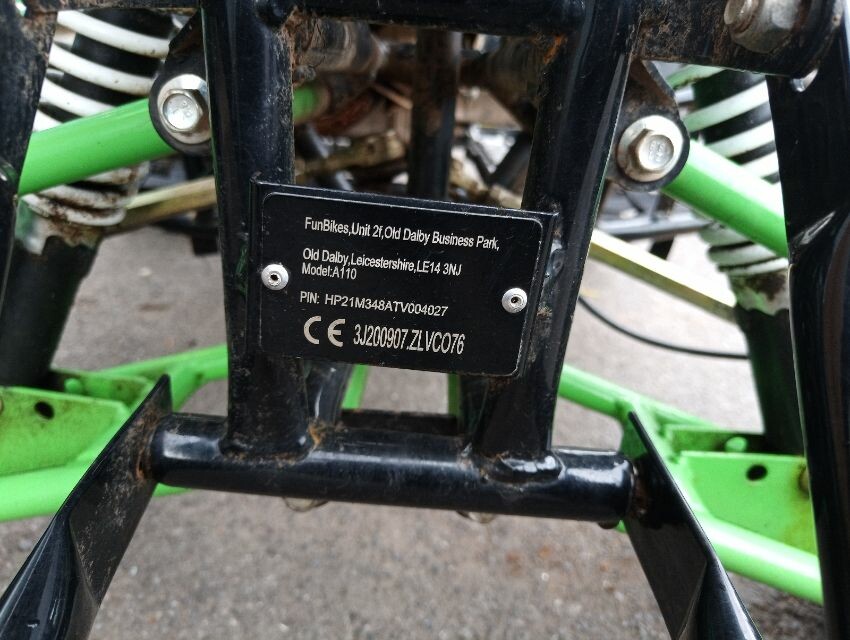 FunBikes,Unit 2f,Old Dalby Business Park,
Old Dalby,Leicestershire,LE14 3NJ
Model:A110
PIN: HP21M348ATV004027
CE 3J200907.ZLVCO76